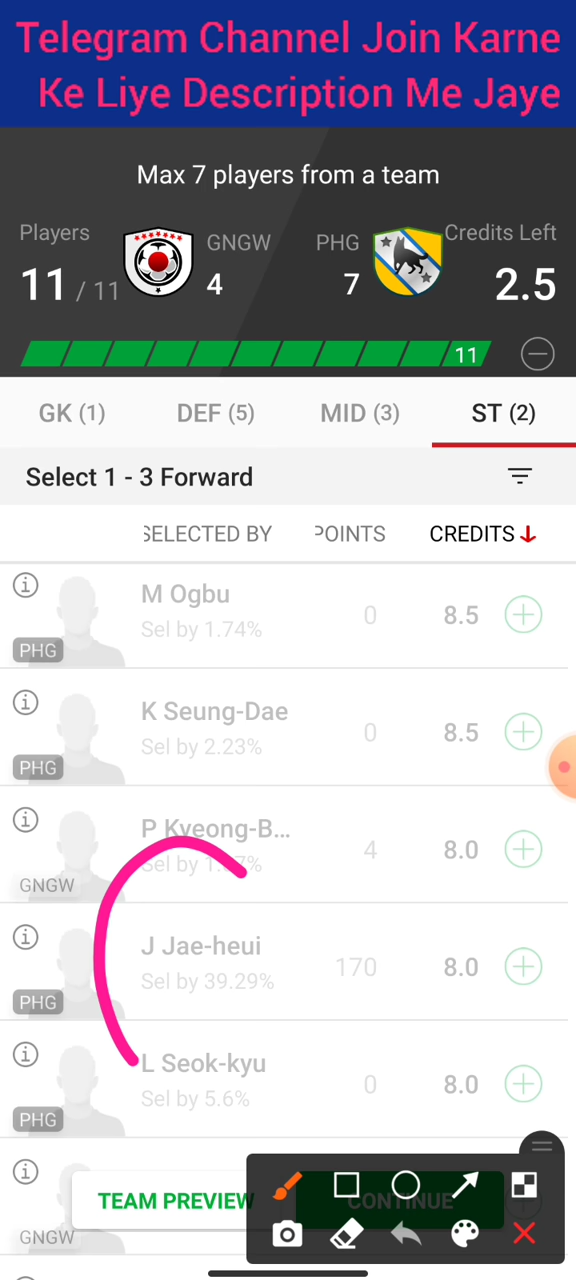 Telegram Channel Join Karne
Ke Liye Description Me Jaye
Max 7 players from a team
Players
GNGW
PHG
Credits Left
11 / 11
4
7
2.5
11
GK (1)
DEF (5)
MID (3)
ST (2)
Select 1 - 3 Forward
SELECTED BY
POINTS
CREDITS
M Ogbu
Sel by 1.74%
0
8.5
PHG
K Seung-Dae
Sel by 2.23%
0
8.5
PHG
P Kyeong-B...
Sel by
4
8.0
GNGW
J Jae-heui
Sel by 39.29%
170
8.0
PHG
L Seok-kyu
Sel by 5.6%
0
8.0
PHG
TEAM PREVIEW
CONTINUE
GNGW